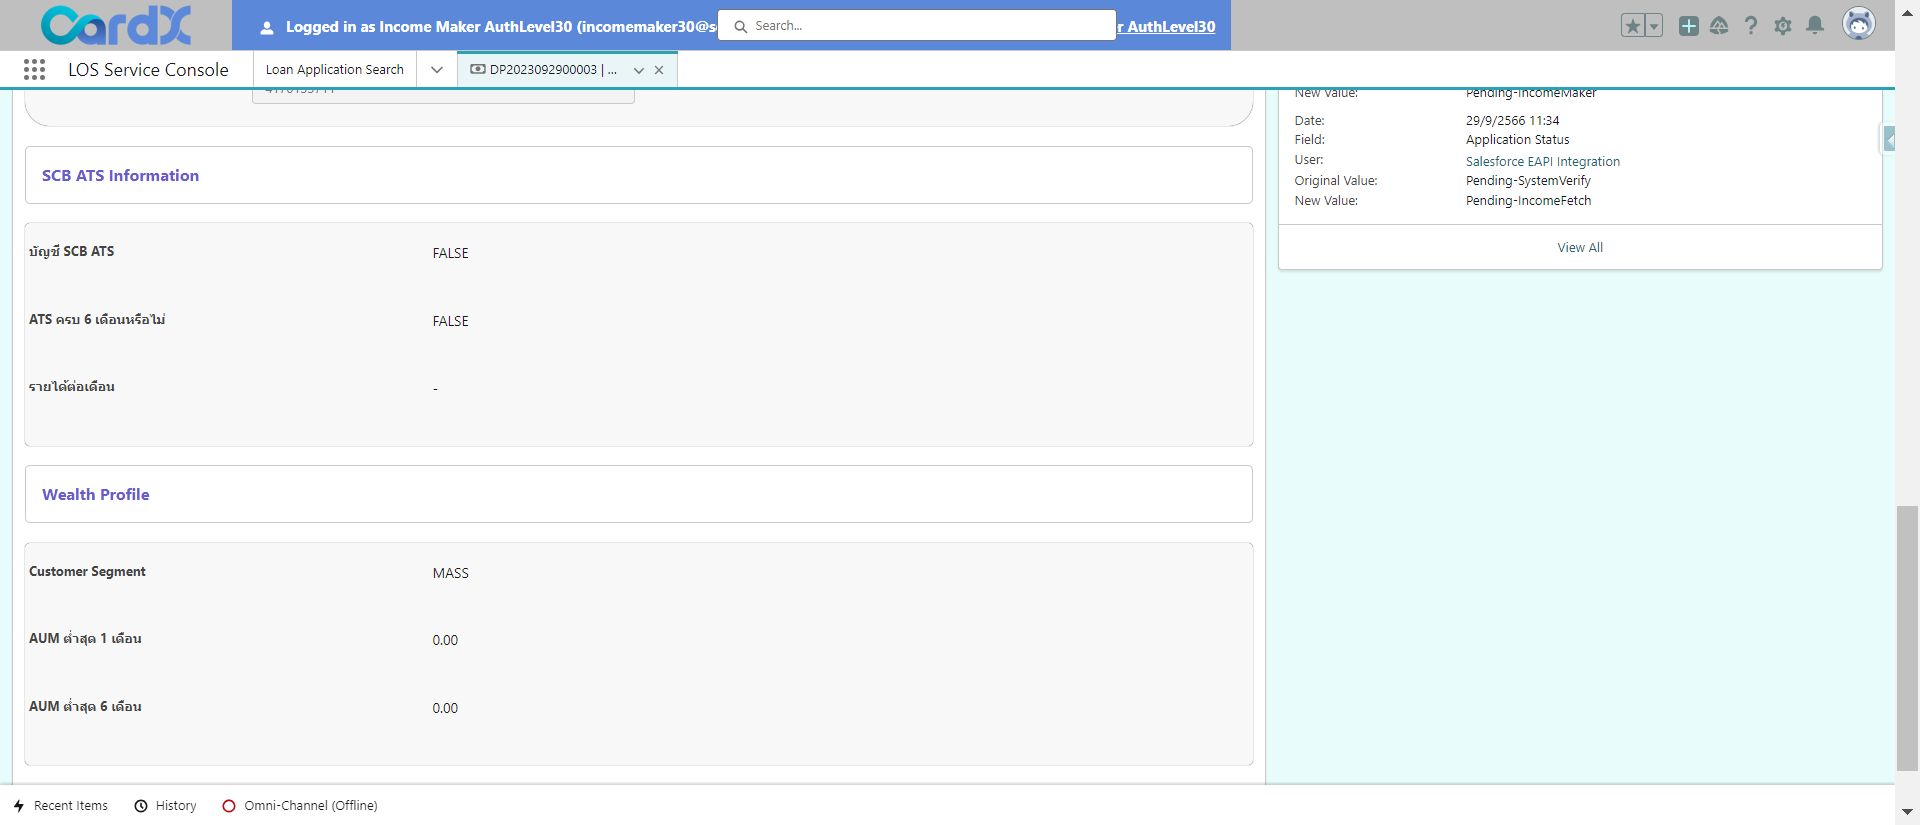 CardX
Logged in as Income Maker AuthLevel30 (incomemaker30@s
Search...
r AuthLevel30
LOS Service Console
Loan Application Search
DP2023092900003 | ...
SCB ATS Information
บัญชี SCB ATS
FALSE
ATS ครบ 6 เดือนหรือไม่
FALSE
รายได้ต่อเดือน
-
Wealth Profile
Customer Segment
MASS
AUM ต่ำสุด 1 เดือน
0.00
AUM ต่ำสุด 6 เดือน
0.00
New Value:
Pending-IncomeMaker
Date:
29/9/2566 11:34
Field:
Application Status
User:
Salesforce EAPI Integration
Original Value:
Pending-SystemVerify
New Value:
Pending-IncomeFetch
View All
Recent Items
History
Omni-Channel (Offline)